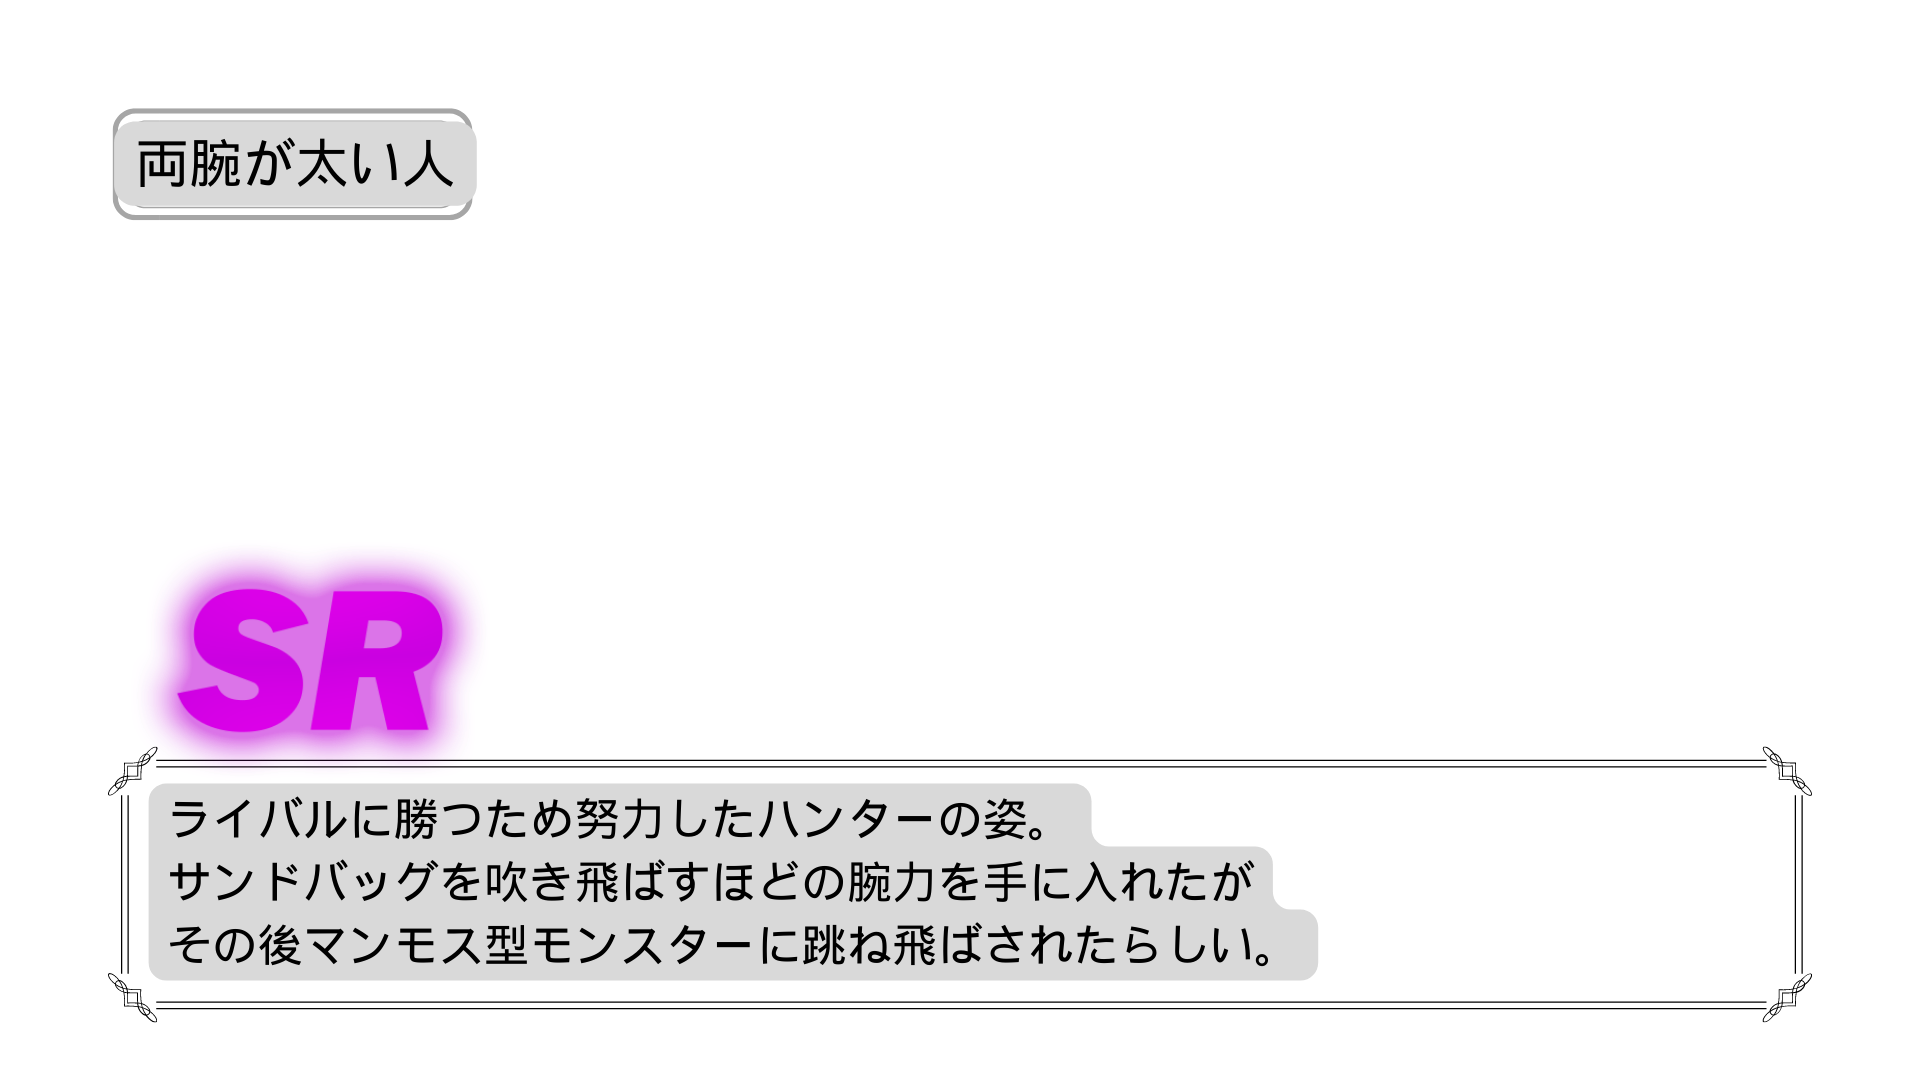 両腕が太い人
SR
ライバルに勝つため努力したハンターの姿。
サンドバッグを吹き飛ばすほどの腕力を手に入れたが
その後マンモス型モンスターに跳ね飛ばされたらしい。